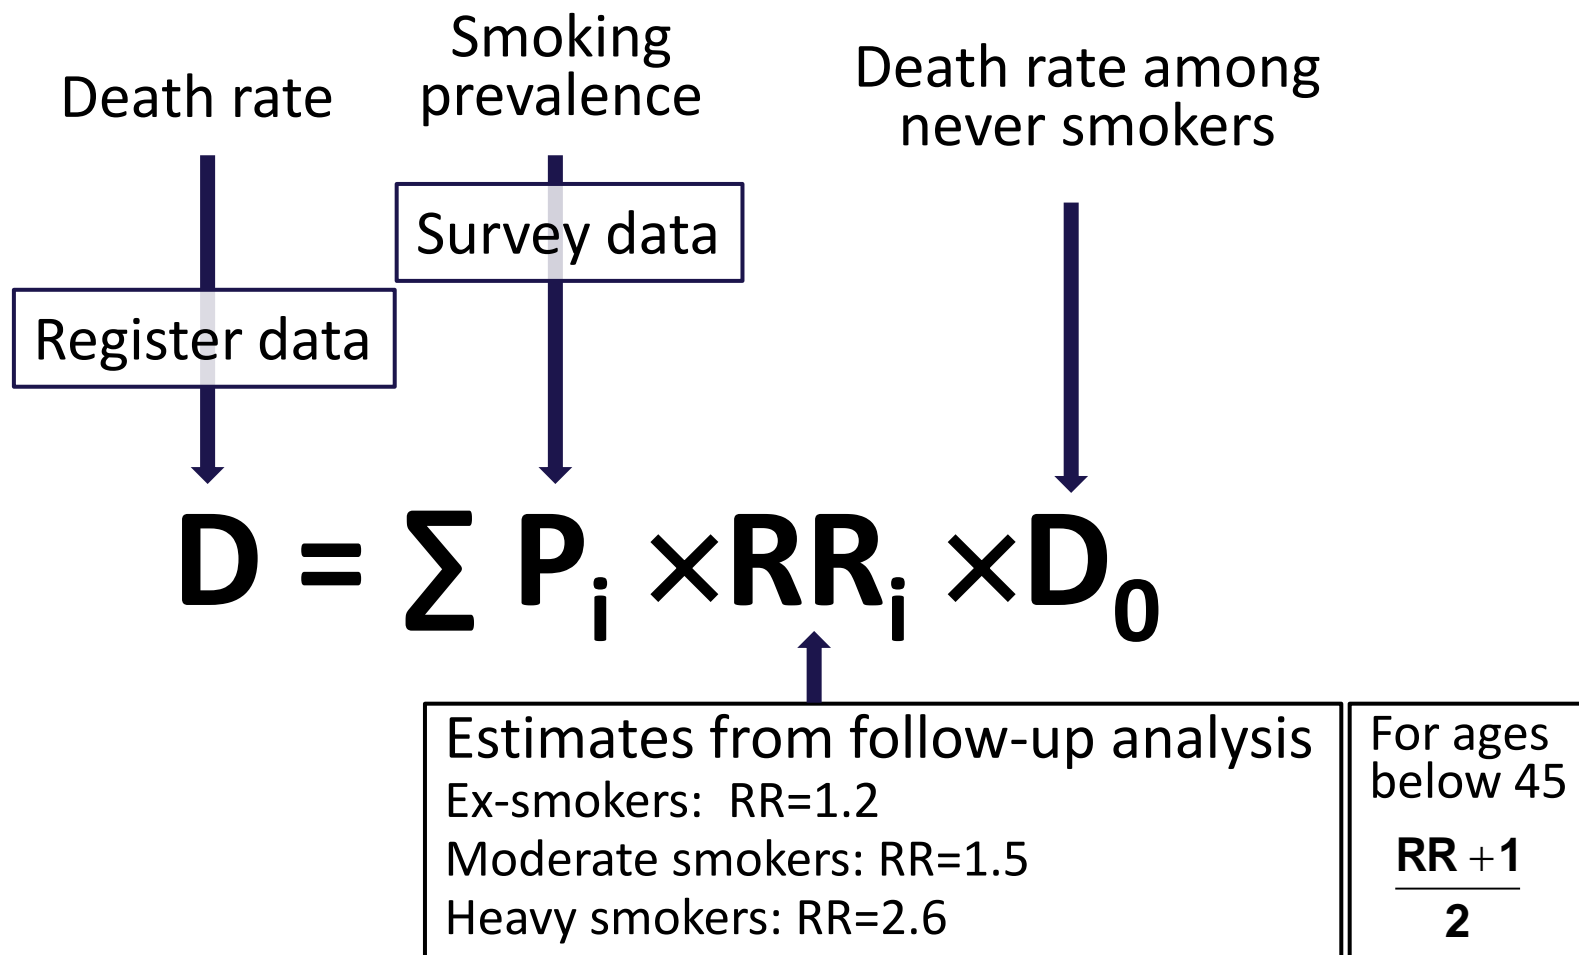 Death rate
Smoking
prevalence
Death rate among
never smokers
Survey data
Register data
D = ∑ Pᵢ ×RRᵢ ×D₀
Estimates from follow-up analysis
Ex-smokers: RR=1.2
Moderate smokers: RR=1.5
Heavy smokers: RR=2.6
For ages
below 45
RR +1
2